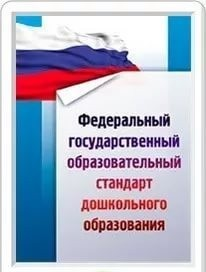 Федеральный
государственный
образовательный
стандарт
дошкольного
образования